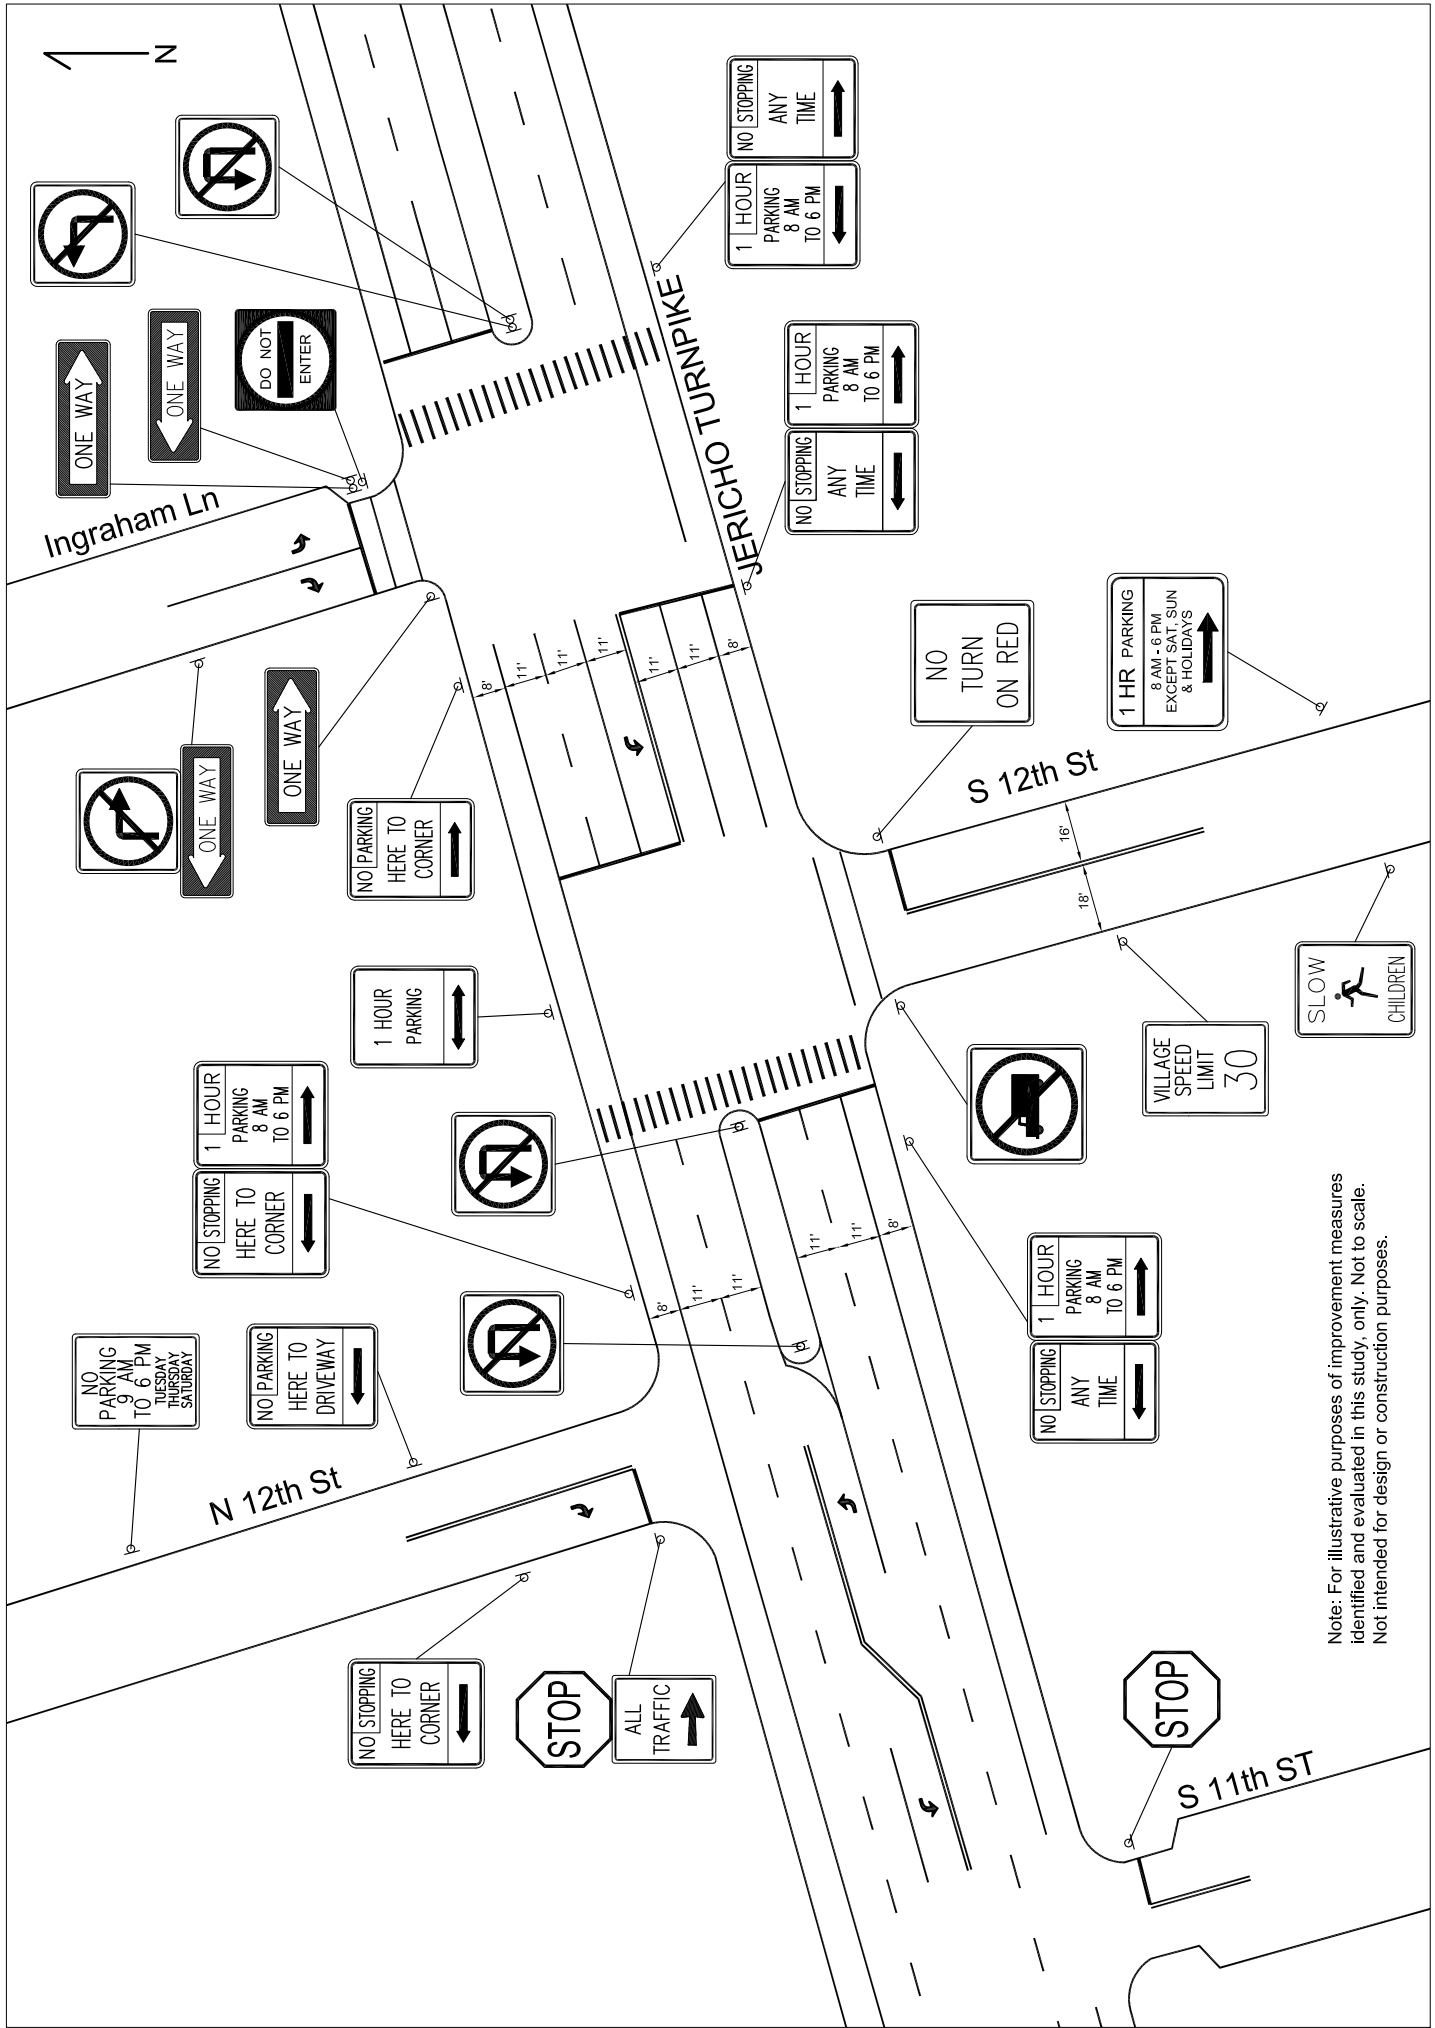 N
NO
PARKING
9 AM
TO 6 PM
TUESDAY
THURSDAY
SATURDAY
ONE WAY
ONE WAY
ONE WAY
DO NOT
ENTER
Ingraham Ln
N 12th St
NO PARKING
HERE TO
DRIVEWAY
NO STOPPING
HERE TO
CORNER
1 HOUR
PARKING
8 AM
TO 6 PM
ONE WAY
NO STOPPING
HERE TO
CORNER
1 HOUR
PARKING
NO PARKING
HERE TO
CORNER
STOP
ALL
TRAFFIC
8'
11'
11'
11'
11'
8'
8'
11'
11'
11'
11'
11'
8'
JERICHO TURNPIKE
1 HOUR
PARKING
8 AM
TO 6 PM
NO STOPPING
ANY
TIME
NO STOPPING
ANY
TIME
1 HOUR
PARKING
8 AM
TO 6 PM
NO
TURN
ON RED
S 12th St
16'
18'
NO STOPPING
ANY
TIME
1 HOUR
PARKING
8 AM
TO 6 PM
1 HR PARKING
8 AM - 6 PM
EXCEPT SAT, SUN
& HOLIDAYS
VILLAGE
SPEED
LIMIT
30
SLOW
CHILDREN
STOP
S 11th ST
Note: For illustrative purposes of improvement measures
identified and evaluated in this study, only. Not to scale.
Not intended for design or construction purposes.